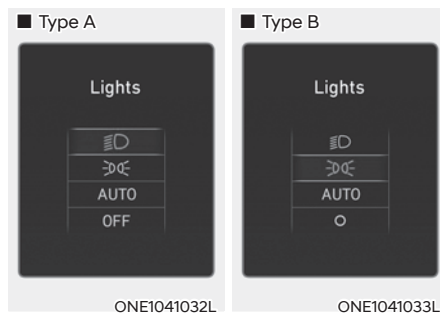 ■ Type A
Lights
AUTO
OFF
ONE1041032L
■ Type B
Lights
AUTO
ONE1041033L